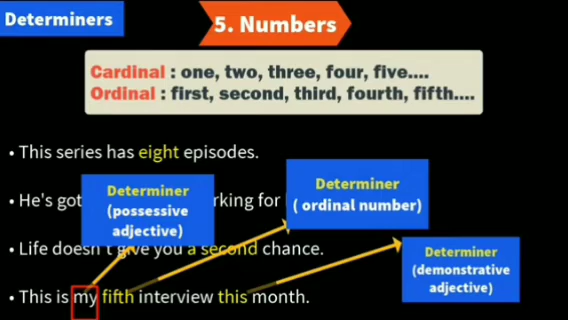 Determiners
5. Numbers
Cardinal : one, two, three, four, five....
Ordinal : first, second, third, fourth, fifth....
• This series has eight episodes.
• He's got
rking for
Determiner
(possessive
adjective)
Determiner
( ordinal number)
• Life doesn't give you a second chance.
Determiner
(demonstrative
adjective)
• This is my fifth interview this month.